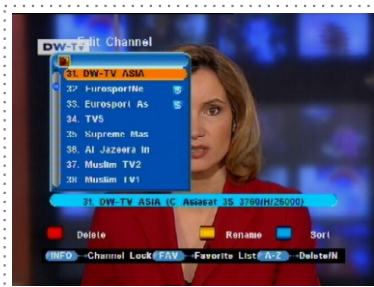 DW-TV Edit Channel
31. DW-TV ASIA
32 EurosportNe S
33. Eurosport As S
34. TV5
35 Supreme Mas
36. Al Jazeera In
37. Muslim TV2
38 Muslim TV1
31. DW-TV ASIA (C Asiasat 3S 3760/H/26000)
Delete Rename Sort
INFO Channel Lock FAV Favorite List A-Z Delete/N